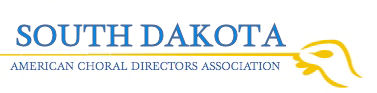 SOUTH DAKOTA
AMERICAN CHORAL DIRECTORS ASSOCIATION